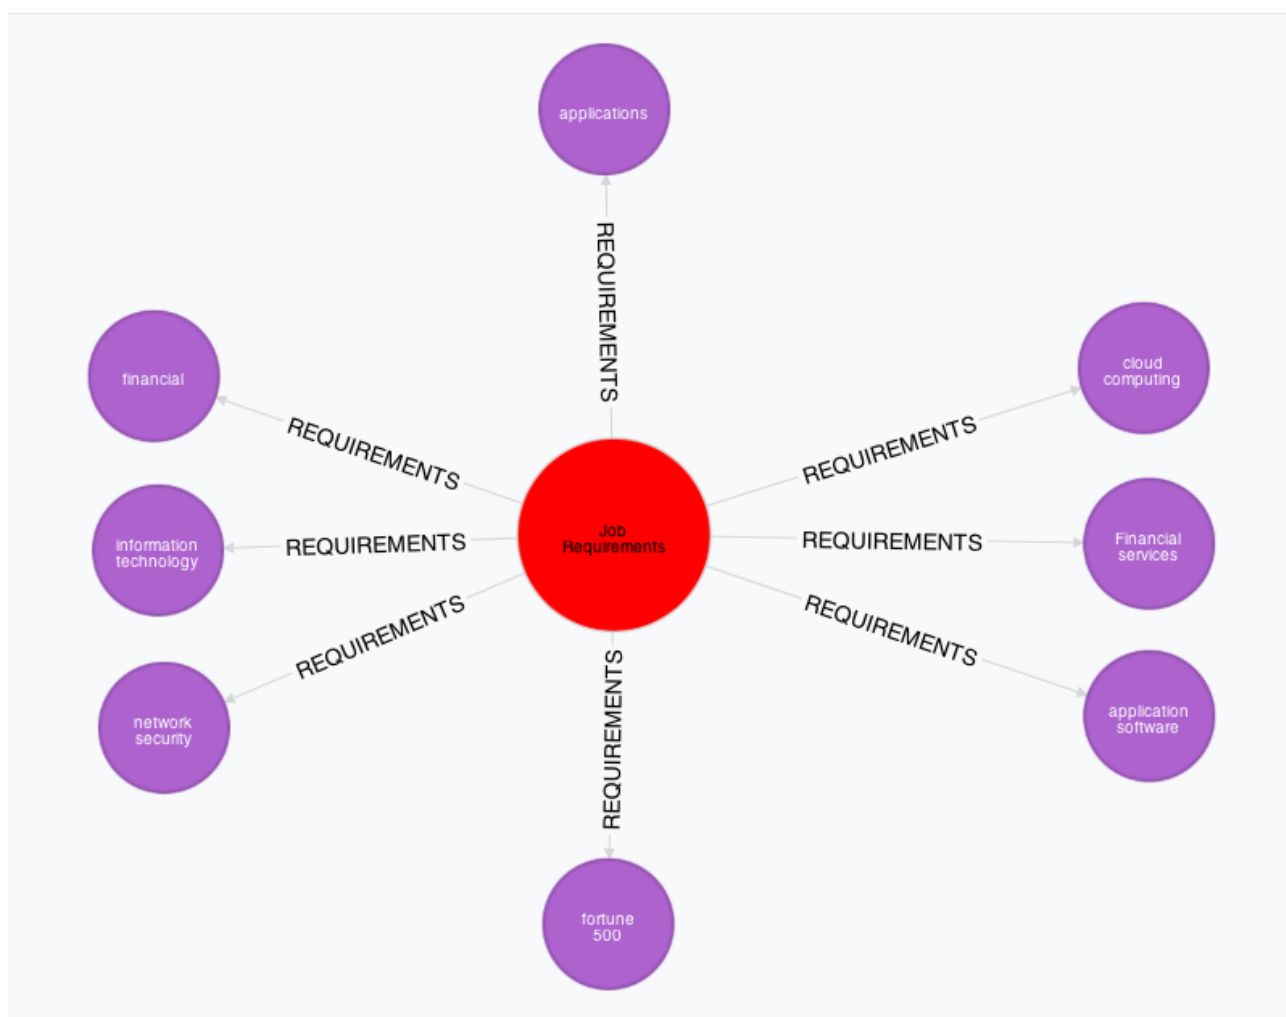 applications
REQUIREMENTS
financial
REQUIREMENTS
cloud
computing
REQUIREMENTS
information
technology
REQUIREMENTS
Job
Requirements
REQUIREMENTS
Financial
services
network
security
REQUIREMENTS
REQUIREMENTS
application
software
REQUIREMENTS
fortune
500